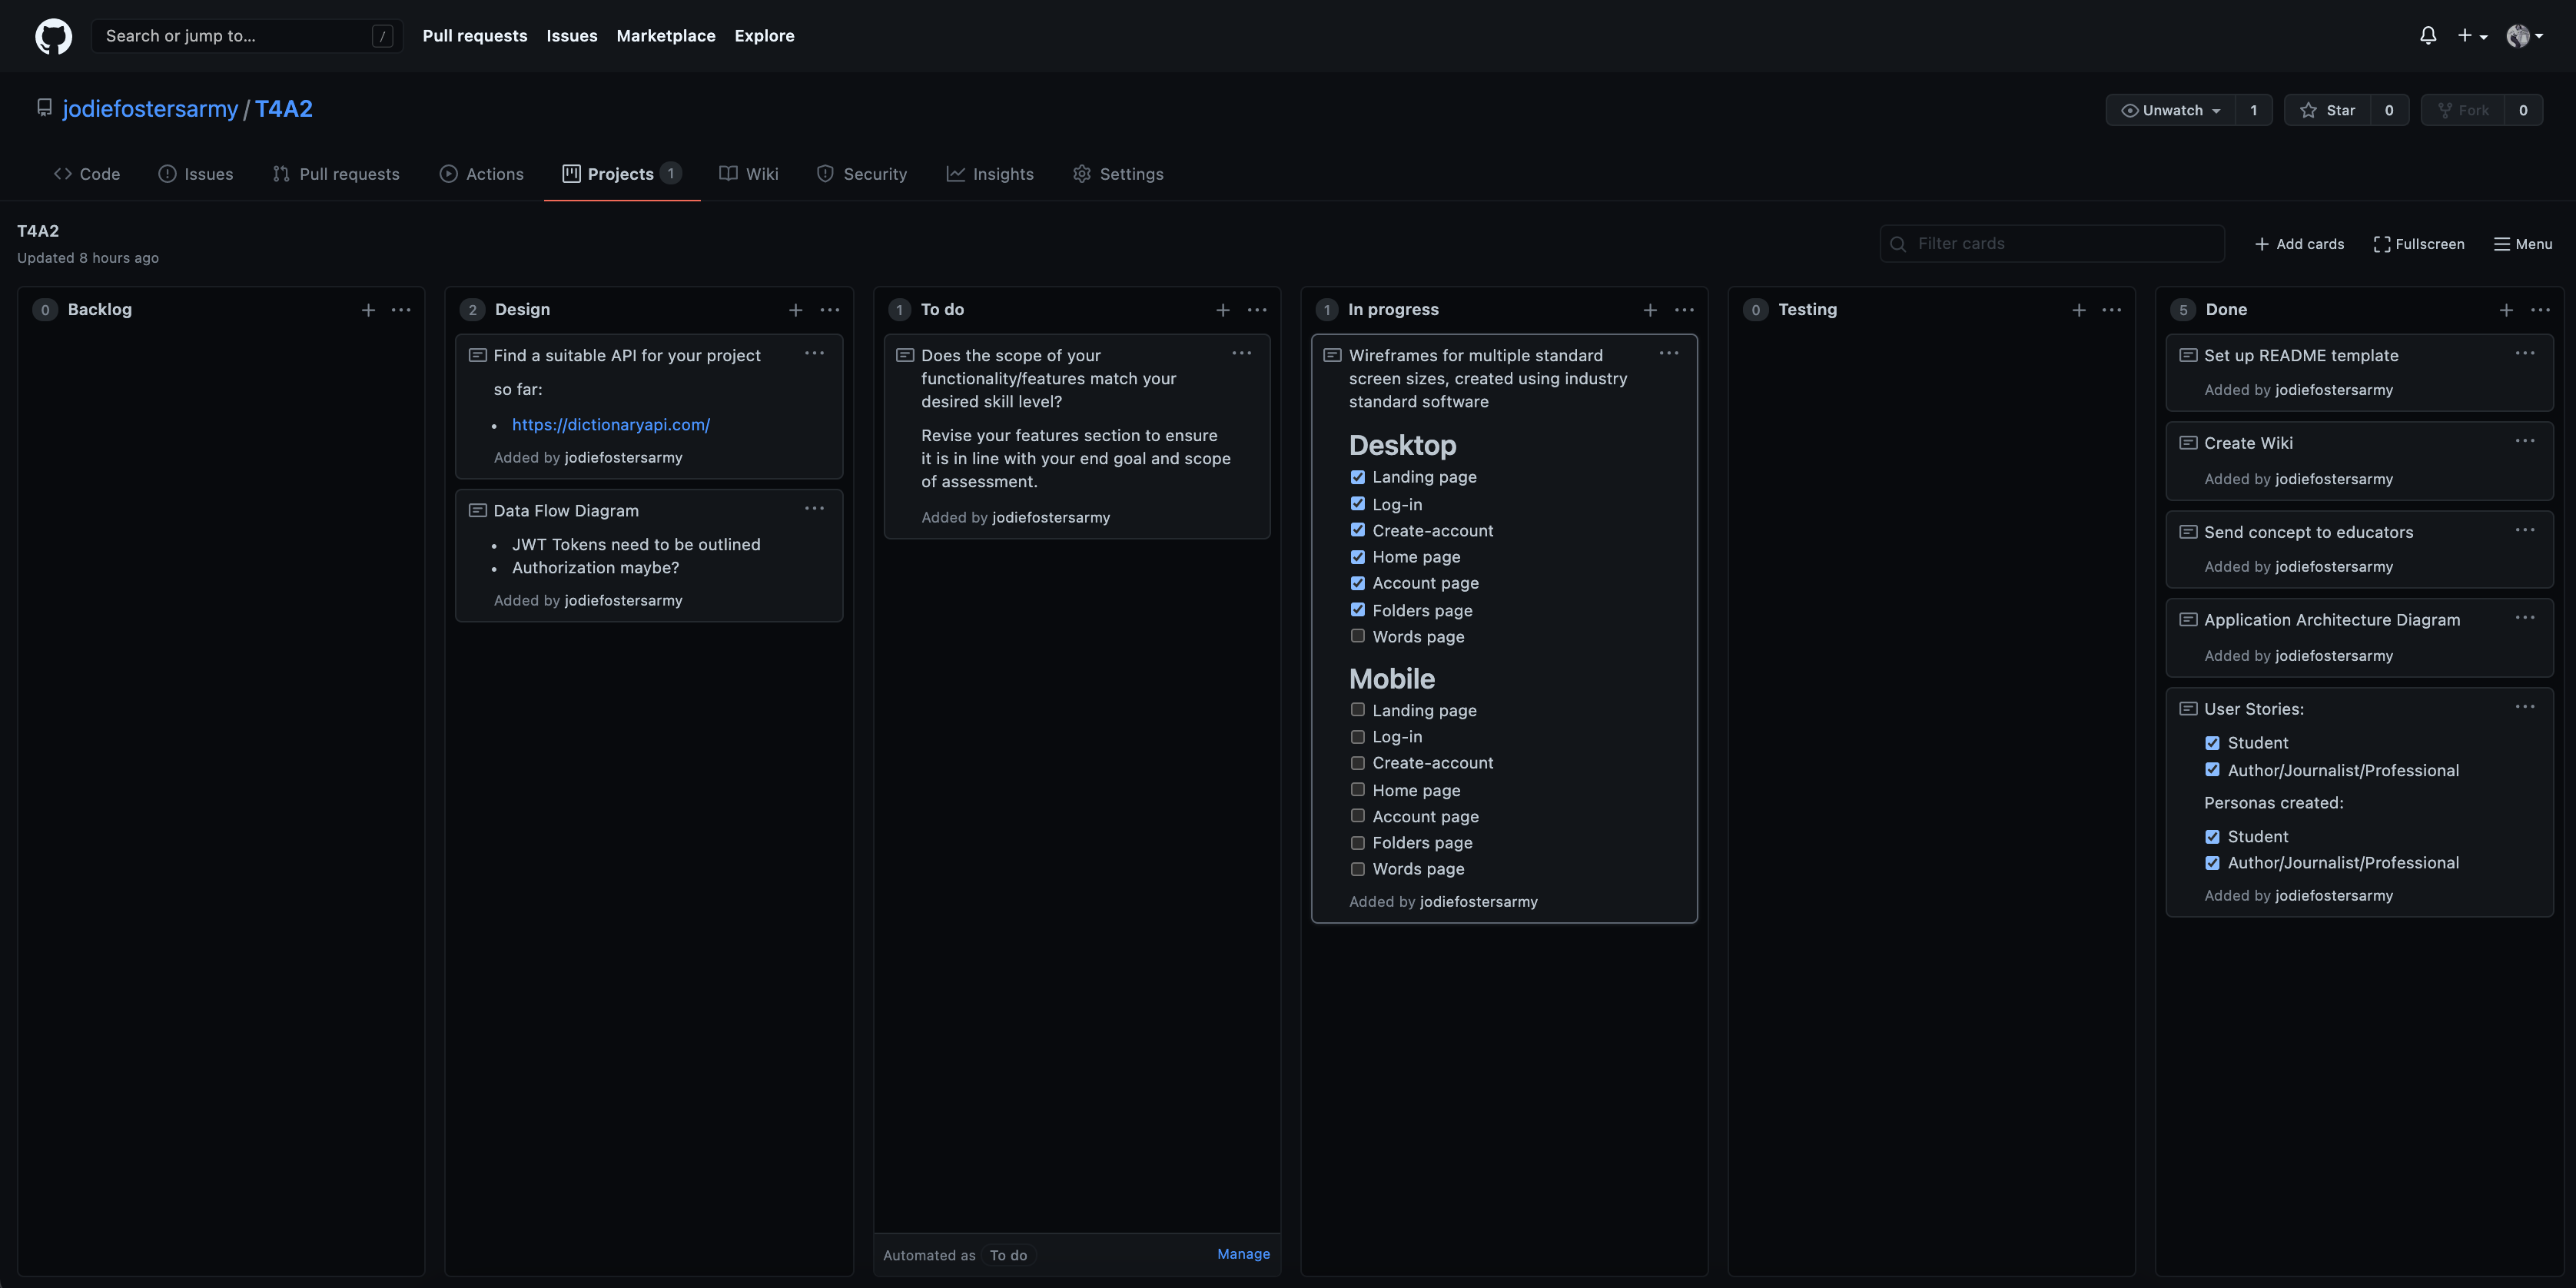 Search or jump to... /
Pull requests Issues Marketplace Explore
jodiefostersarmy / T4A2
Unwatch 1 Star 0 Fork 0
Code Issues Pull requests Actions Projects 1 Wiki Security Insights Settings
T4A2
Updated 8 hours ago
Filter cards
Add cards Fullscreen Menu
0 Backlog
2 Design
Find a suitable API for your project
so far:
• https://dictionaryapi.com/
Added by jodiefostersarmy
Data Flow Diagram
• JWT Tokens need to be outlined
• Authorization maybe?
Added by jodiefostersarmy
1 To do
Does the scope of your
functionality/features match your
desired skill level?
Revise your features section to ensure
it is in line with your end goal and scope
of assessment.
Added by jodiefostersarmy
Automated as To do Manage
1 In progress
Wireframes for multiple standard
screen sizes, created using industry
standard software
Desktop
Landing page
Log-in
Create-account
Home page
Account page
Folders page
Words page
Mobile
Landing page
Log-in
Create-account
Home page
Account page
Folders page
Words page
Added by jodiefostersarmy
0 Testing
5 Done
Set up README template
Added by jodiefostersarmy
Create Wiki
Added by jodiefostersarmy
Send concept to educators
Added by jodiefostersarmy
Application Architecture Diagram
Added by jodiefostersarmy
User Stories:
Student
Author/Journalist/Professional
Personas created:
Student
Author/Journalist/Professional
Added by jodiefostersarmy